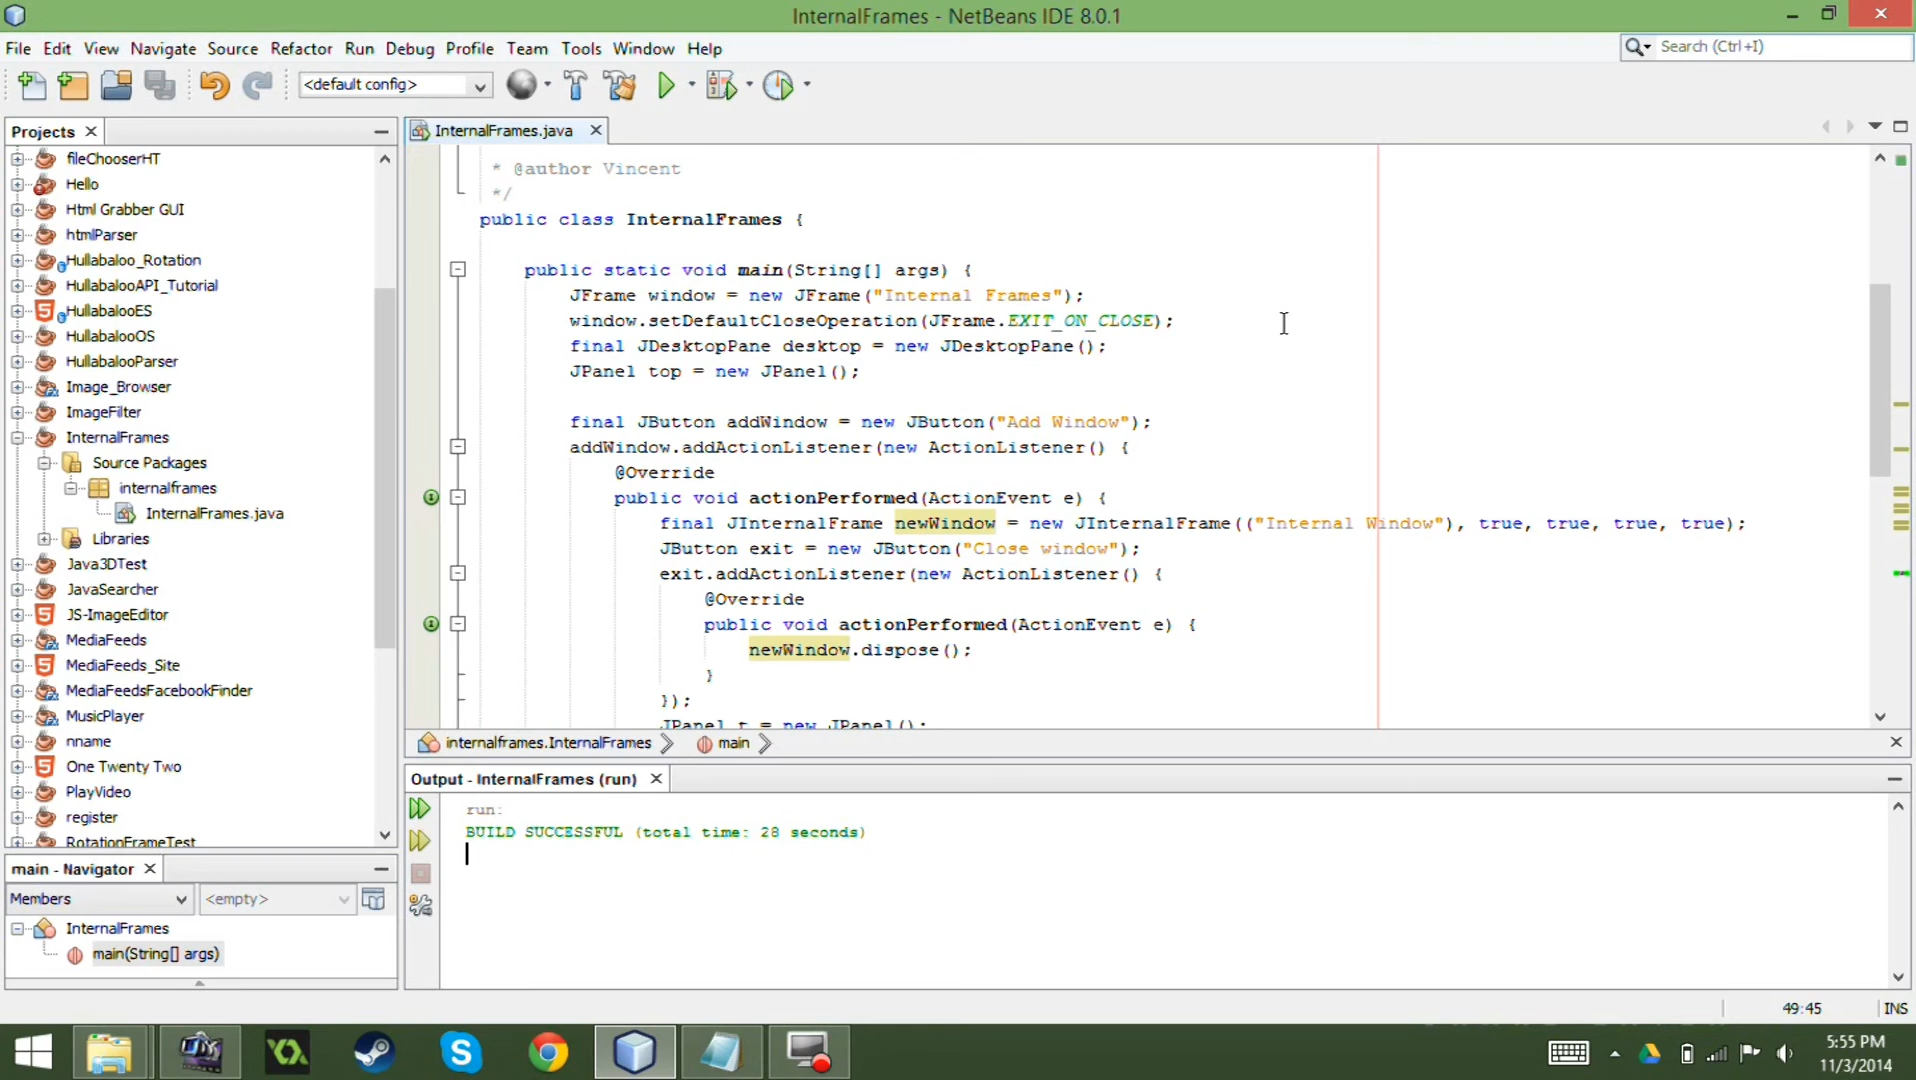 InternalFrames - NetBeans IDE 8.0.1
File Edit View Navigate Source Refactor Run Debug Profile Team Tools Window Help
Search (Ctrl+I)
<default config>
Projects
fileChooserHT
Hello
Html Grabber GUI
htmlParser
Hullabaloo_Rotation
HullabalooAPI_Tutorial
HullabalooES
HullabalooOS
HullabalooParser
Image_Browser
ImageFilter
InternalFrames
Source Packages
internalframes
InternalFrames.java
Libraries
Java3DTest
JavaSearcher
JS-ImageEditor
MediaFeeds
MediaFeeds_Site
MediaFeedsFacebookFinder
MusicPlayer
nname
One Twenty Two
PlayVideo
register
RotationFrameTest
main - Navigator
Members
<empty>
InternalFrames
main(String[] args)
InternalFrames.java
* @author Vincent
*/
public class InternalFrames {
public static void main(String[] args) {
JFrame window = new JFrame("Internal Frames");
window.setDefaultCloseOperation(JFrame.EXIT_ON_CLOSE);
final JDesktopPane desktop = new JDesktopPane();
JPanel top = new JPanel();
final JButton addWindow = new JButton("Add Window");
addWindow.addActionListener(new ActionListener() {
@Override
public void actionPerformed(ActionEvent e) {
final JInternalFrame newWindow = new JInternalFrame(("Internal Window"), true, true, true, true);
JButton exit = new JButton("Close window");
exit.addActionListener(new ActionListener() {
@Override
public void actionPerformed(ActionEvent e) {
newWindow.dispose();
}
});
JPanel t = new JPanel();
internalframes.InternalFrames
main
Output - InternalFrames (run)
run:
BUILD SUCCESSFUL (total time: 28 seconds)
49:45
INS
5:55 PM
11/3/2014